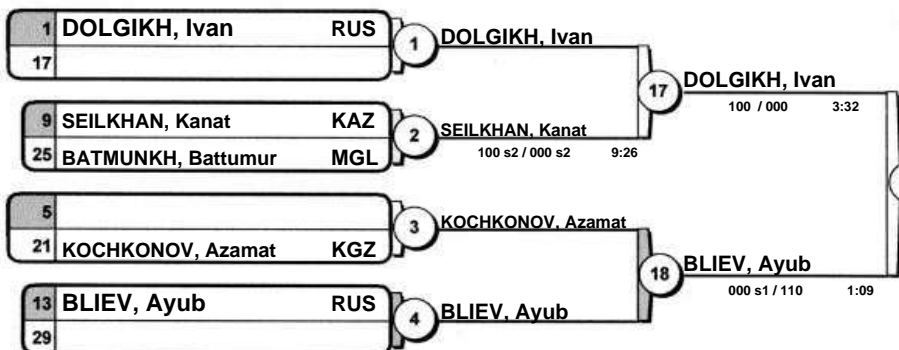 1 DOLGIKH, Ivan RUS
17
1 DOLGIKH, Ivan
17 DOLGIKH, Ivan
100 / 000 3:32
9 SEILKHAN, Kanat KAZ
25 BATMUNKH, Battumur MGL
2 SEILKHAN, Kanat
100 s2 / 000 s2 9:26
5
21 KOCHKONOV, Azamat KGZ
3 KOCHKONOV, Azamat
18 BLIEV, Ayub
000 s1 / 110 1:09
13 BLIEV, Ayub RUS
29
4 BLIEV, Ayub